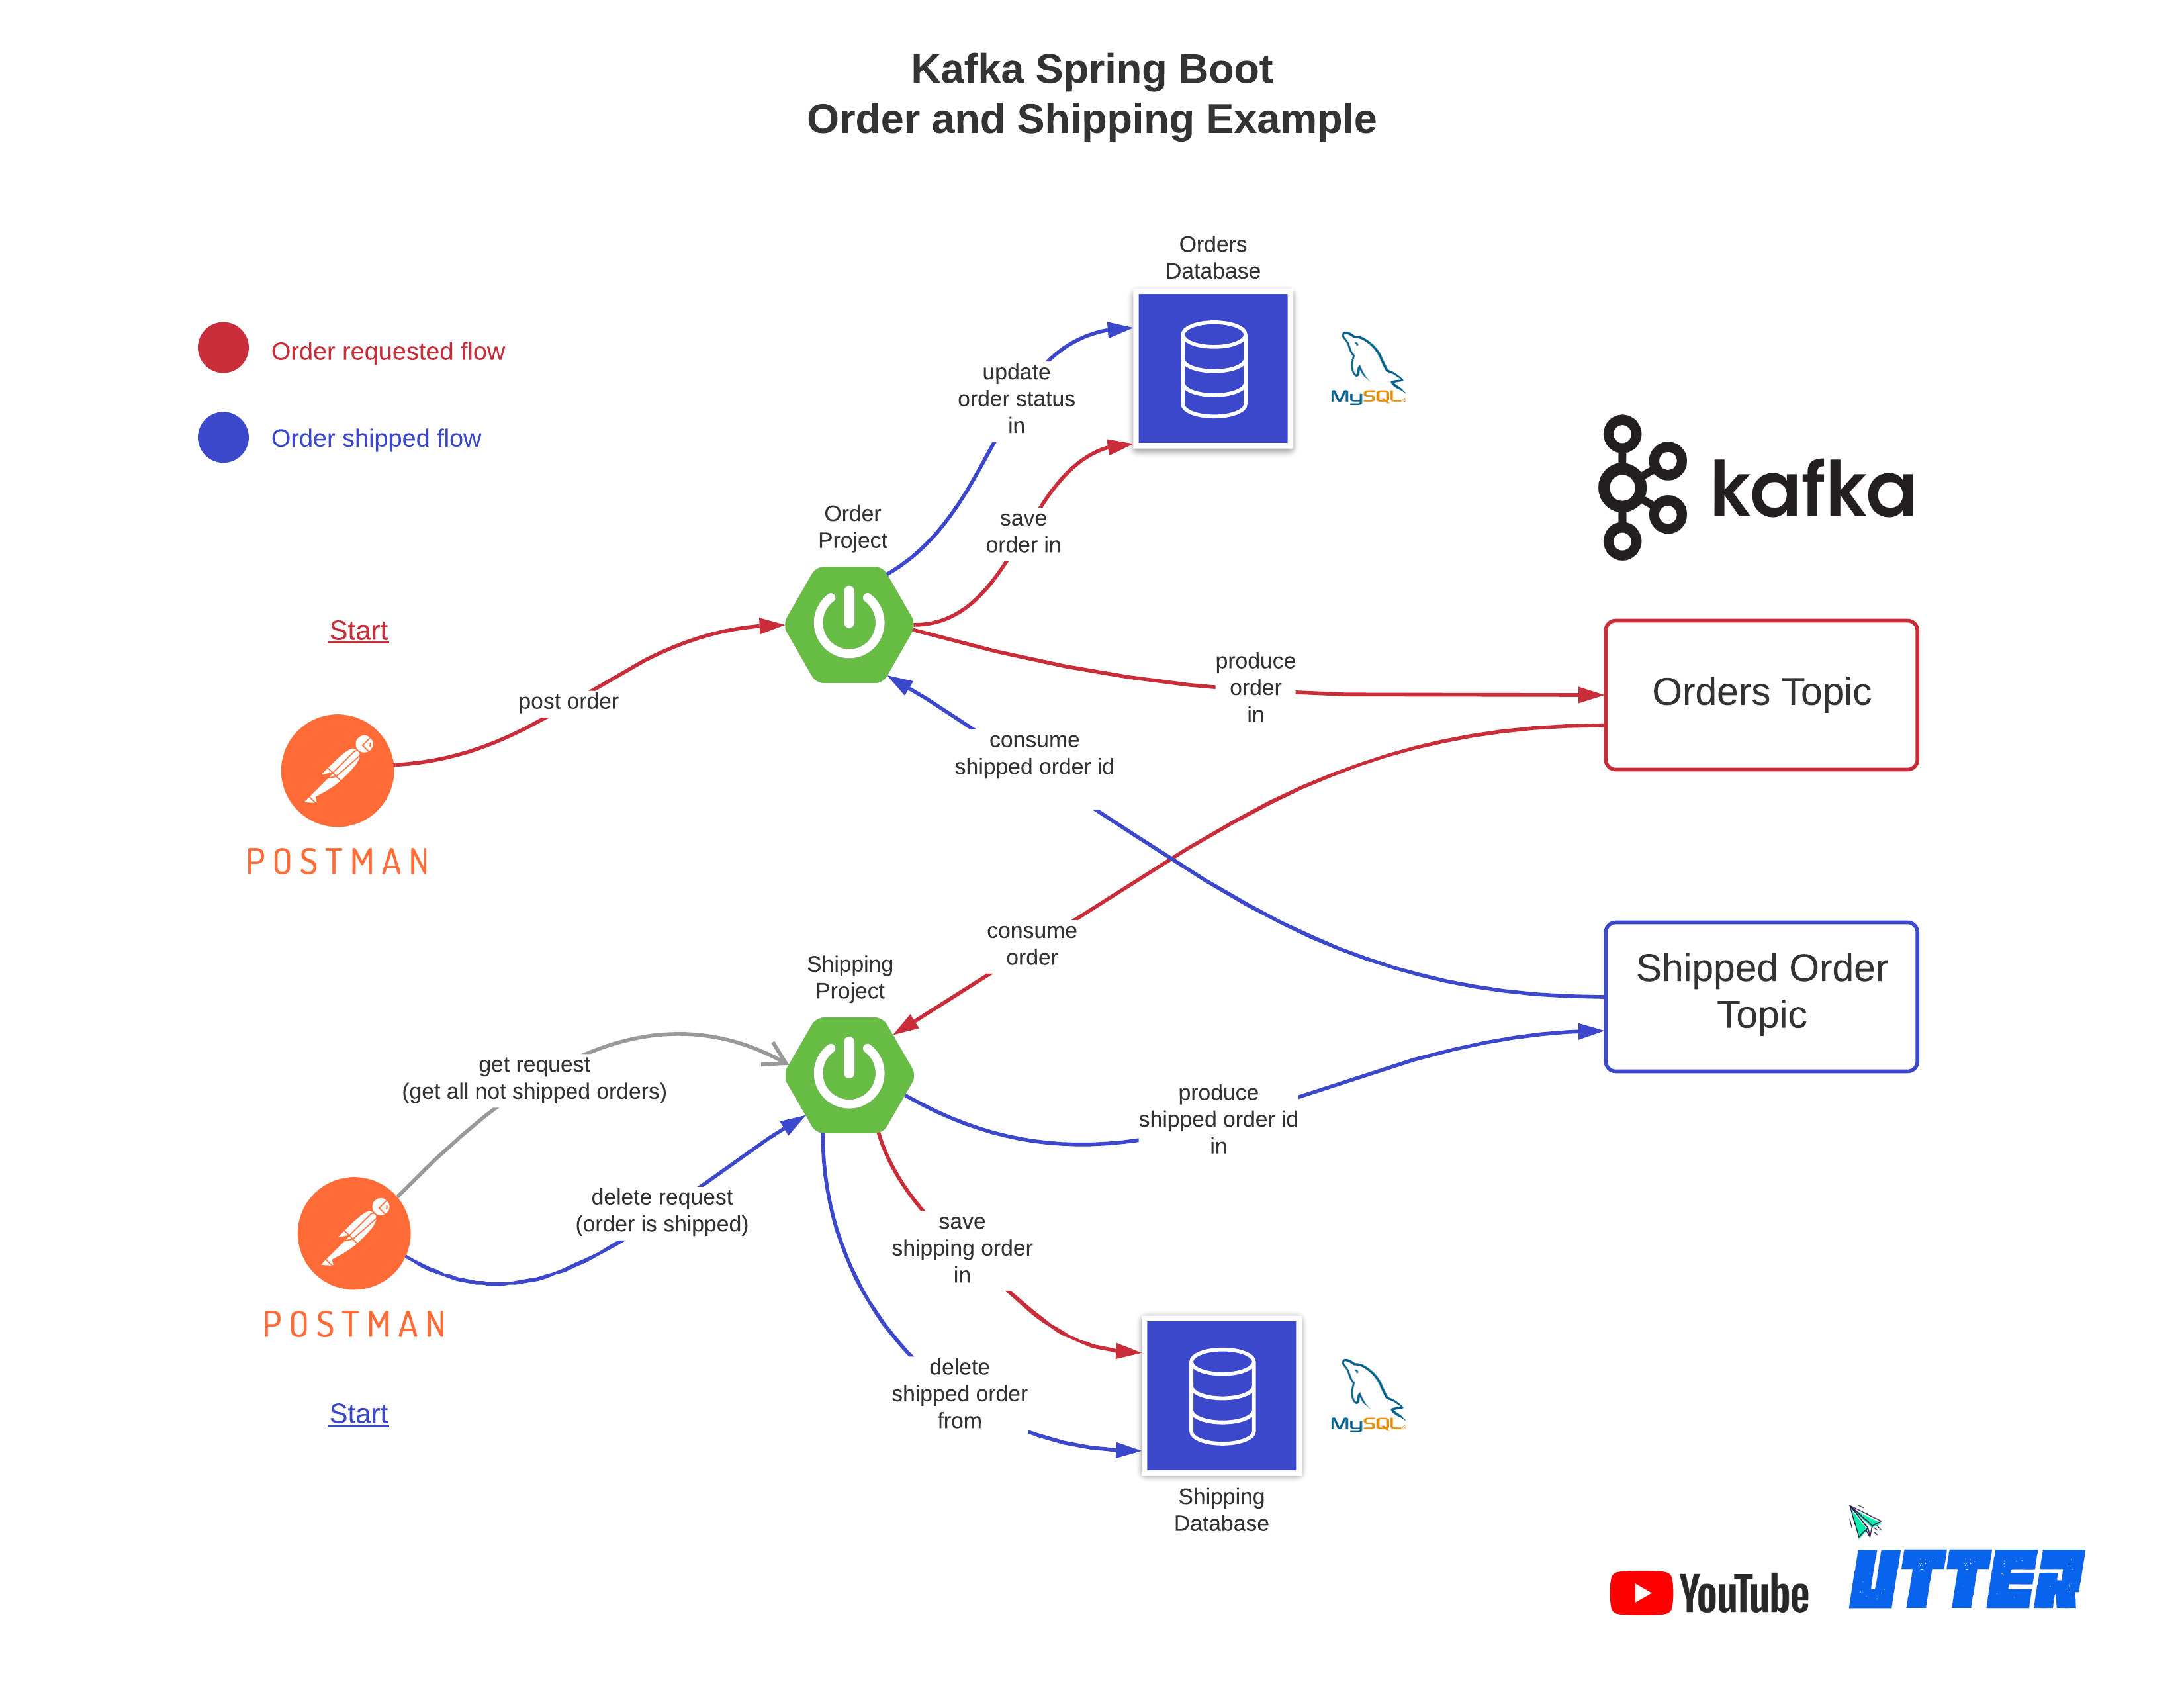 Kafka Spring Boot
Order and Shipping Example
Orders
Database
Order requested flow
Order shipped flow
MySQL
update
order status
in
kafka
save
order in
Order
Project
Start
post order
produce
order
in
Orders Topic
consume
shipped order id
POSTMAN
consume
order
Shipping
Project
Shipped Order
Topic
get request
(get all not shipped orders)
produce
shipped order id
in
delete request
(order is shipped)
save
shipping order
in
POSTMAN
delete
shipped order
from
Start
MySQL
Shipping
Database
YouTube
UTTER